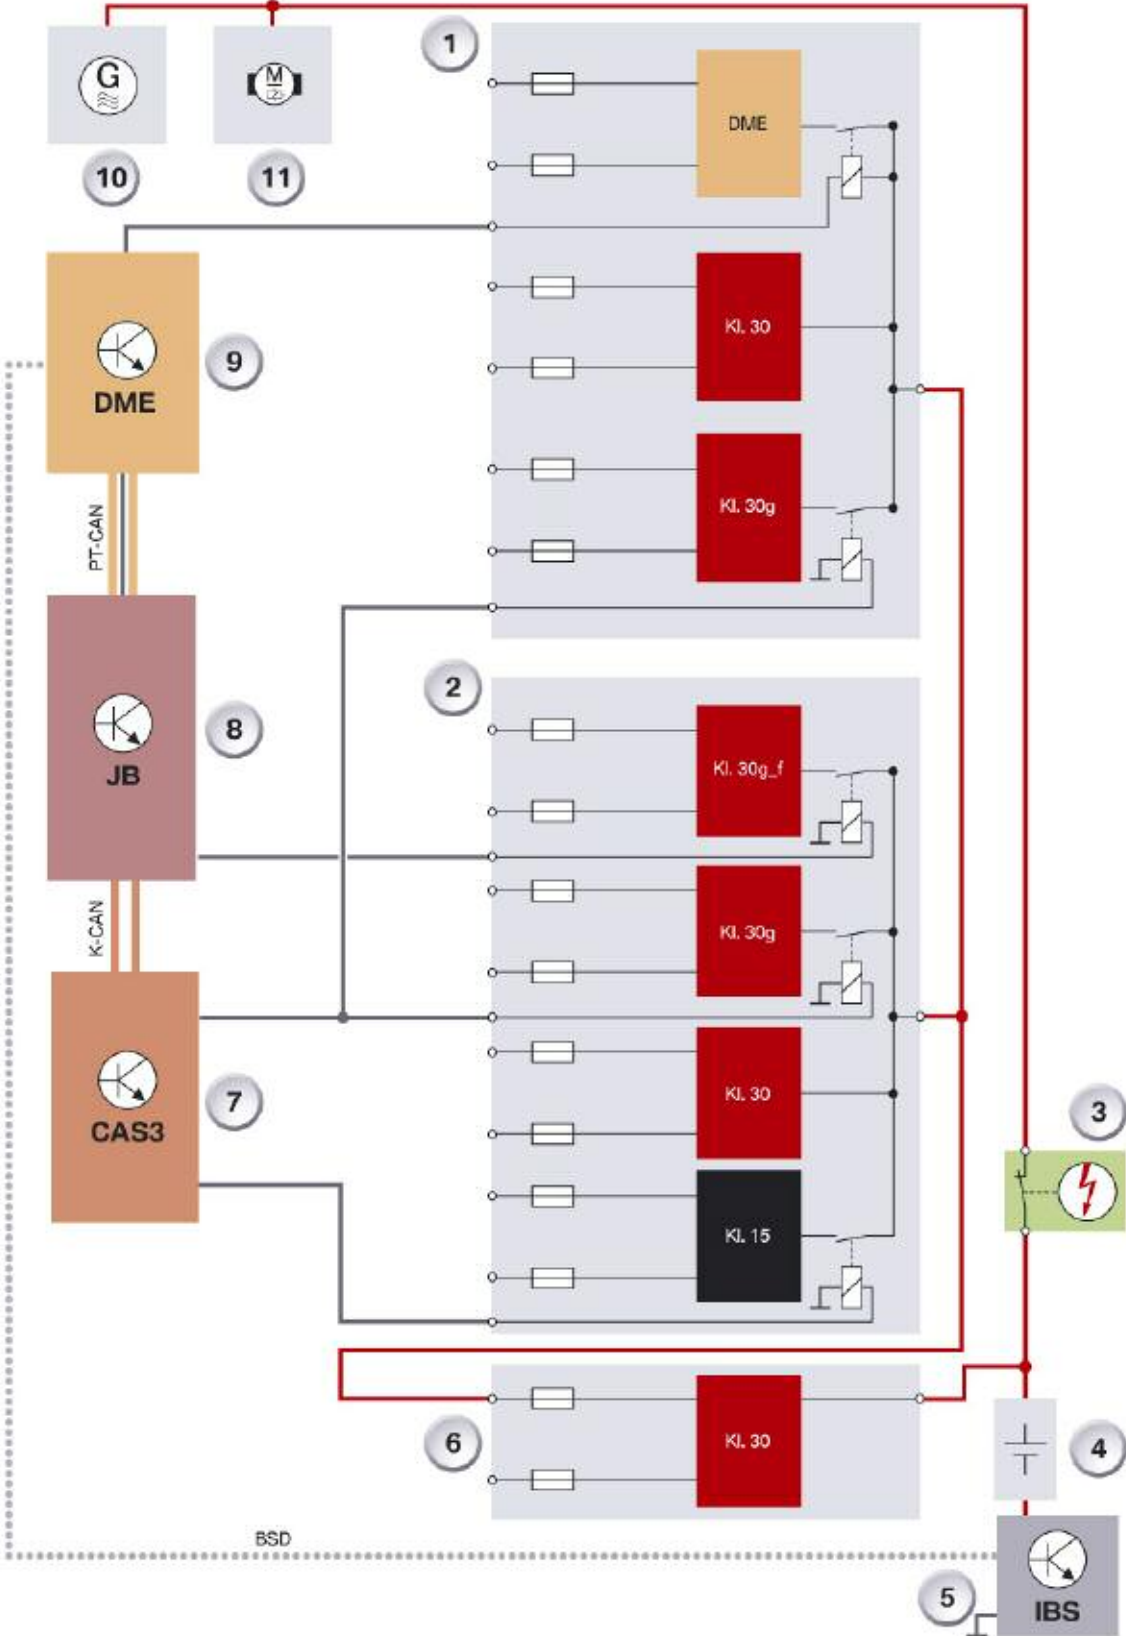 1
G
M
DME
10
11
9
DME
Kl. 30
PT-CAN
Kl. 30g
2
8
JB
Kl. 30g_f
K-CAN
Kl. 30g
7
CAS3
Kl. 30
3
Kl. 15
6
Kl. 30
4
BSD
5
IBS